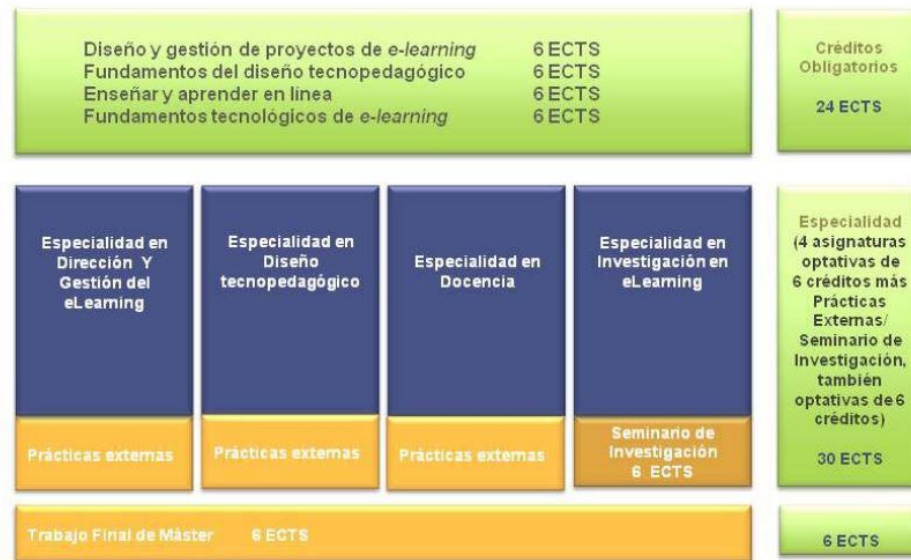 Diseño y gestión de proyectos de e-learning 6 ECTS
Fundamentos del diseño tecnopedagógico 6 ECTS
Enseñar y aprender en línea 6 ECTS
Fundamentos tecnológicos de e-learning 6 ECTS
Créditos
Obligatorios
24 ECTS
Especialidad en
Dirección Y
Gestión del
eLearning
Especialidad en
Diseño
tecnopedagógico
Especialidad en
Docencia
Especialidad en
Investigación en
eLearning
Especialidad
(4 asignaturas
optativas de
6 créditos más
Prácticas
Externas/
Seminario de
Investigación,
también
optativas de 6
créditos)
30 ECTS
Prácticas externas
Prácticas externas
Prácticas externas
Seminario de
Investigación
6 ECTS
Trabajo Final de Máster 6 ECTS
6 ECTS